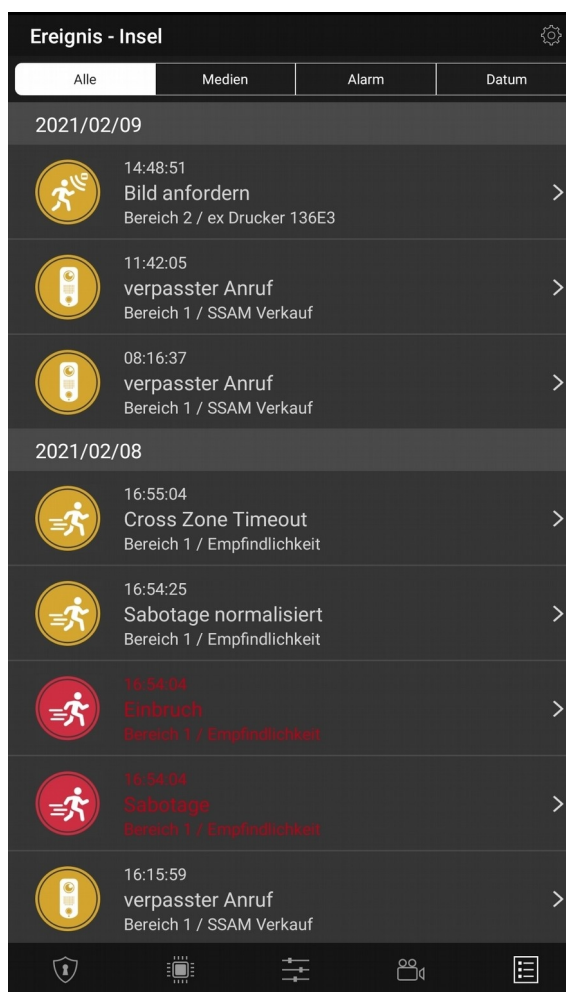 Ereignis - Insel
Alle Medien Alarm Datum
2021/02/09
14:48:51
Bild anfordern
Bereich 2 / ex Drucker 136E3
11:42:05
verpasster Anruf
Bereich 1 / SSAM Verkauf
08:16:37
verpasster Anruf
Bereich 1 / SSAM Verkauf
2021/02/08
16:55:04
Cross Zone Timeout
Bereich 1 / Empfindlichkeit
16:54:25
Sabotage normalisiert
Bereich 1 / Empfindlichkeit
16:54:04
Einbruch
Bereich 1 / Empfindlichkeit
16:54:04
Sabotage
Bereich 1 / Empfindlichkeit
16:15:59
verpasster Anruf
Bereich 1 / SSAM Verkauf